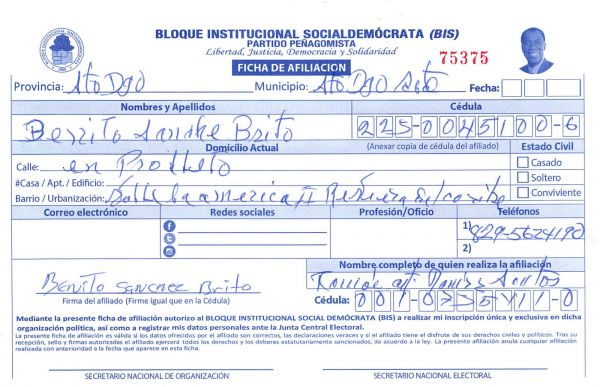 BLOQUE INSTITUCIONAL SOCIALDEMÓCRATA (BIS)
PARTIDO PEÑAGOMISTA
Libertad, Justicia, Democracia y Solidaridad
75375
FICHA DE AFILIACION
Provincia: Sto Dgo Municipio: Sto Dgo Fecha:
Nombres y Apellidos Cédula
Benito Sanche Brito 225-0045100-6
Domicilio Actual (Anexar copia de cédula del afiliado) Estado Civil
Calle: en
Casado
#Casa / Apt. / Edificio: Soltero
Barrio / Urbanización: Conviviente
Correo electrónico Redes sociales Profesión/Oficio Teléfonos
1) 829-5624190
2)
BENITO SANCHEZ Brito
Firma del afiliado (Firme igual que en la Cédula)
Nombre completo de quien realiza la afiliación
Cédula:
Mediante la presente ficha de afiliación autorizo al BLOQUE INSTITUCIONAL SOCIAL DEMÓCRATA (BIS) a realizar mi inscripción única y exclusiva en dicha
organización política, así como a registrar mis datos personales ante la Junta Central Electoral.
La presente ficha de afiliación es válida si los datos ofrecidos por el afiliado son correctos, las declaraciones veraces y si el afiliado tiene el disfrute de sus derechos civiles y políticos. Tras su
recepción, sello y firmas autorizadas el afiliado ejercerá todos los derechos y los deberes estatutariamente sancionados, de acuerdo a la ley. La presente afiliación anula cualquier afiliación
realizada con anterioridad a la fecha que aparece en esta ficha.
SECRETARIO NACIONAL DE ORGANIZACIÓN SECRETARIO NACIONAL ELECTORAL